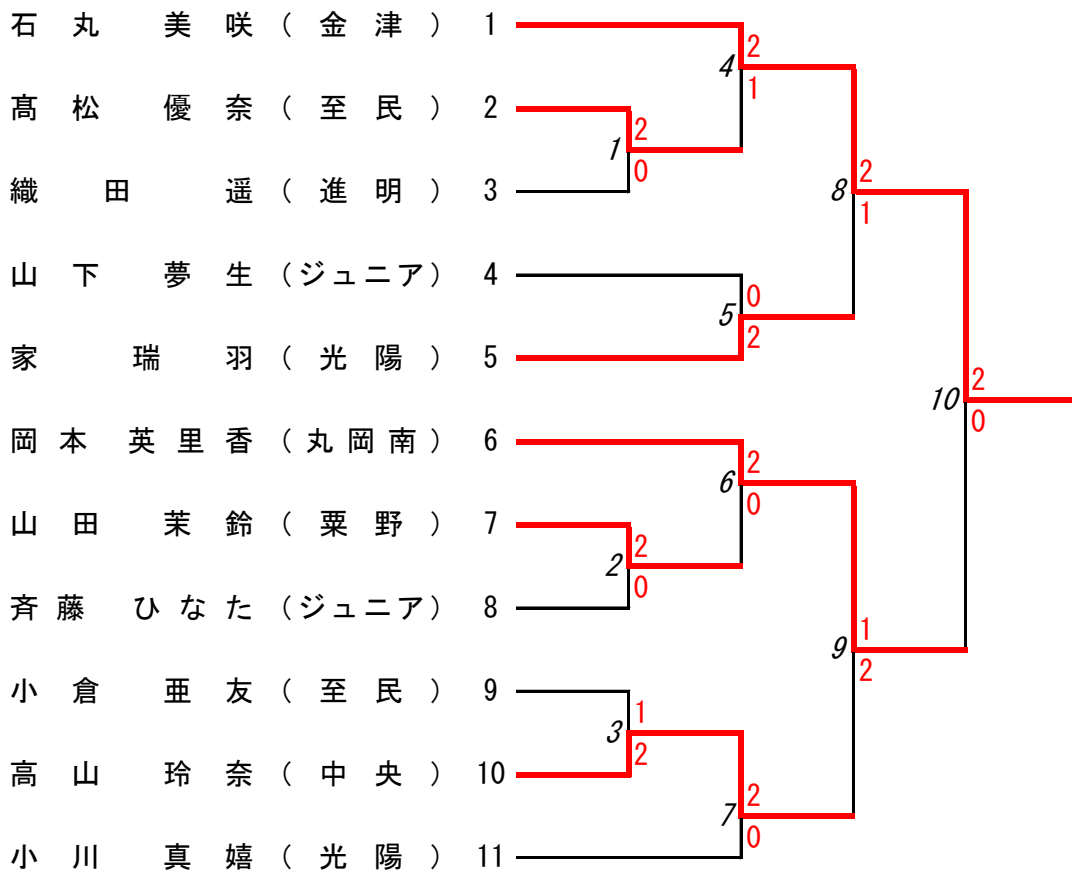 石丸 美咲 ( 金津 ) 1
髙松 優奈 ( 至民 ) 2
織田 遥 ( 進明 ) 3
山下 夢生 (ジュニア) 4
家 瑞羽 ( 光陽 ) 5
岡本 英里香 ( 丸岡南 ) 6
山田 茉鈴 ( 粟野 ) 7
斉藤 ひなた (ジュニア) 8
小倉 亜友 ( 至民 ) 9
高山 玲奈 ( 中央 ) 10
小川 真嬉 ( 光陽 ) 11
1
2
0
2
2
0
3
1
2
4
2
1
5
0
2
6
2
0
7
2
0
8
2
1
9
1
2
10
2
0